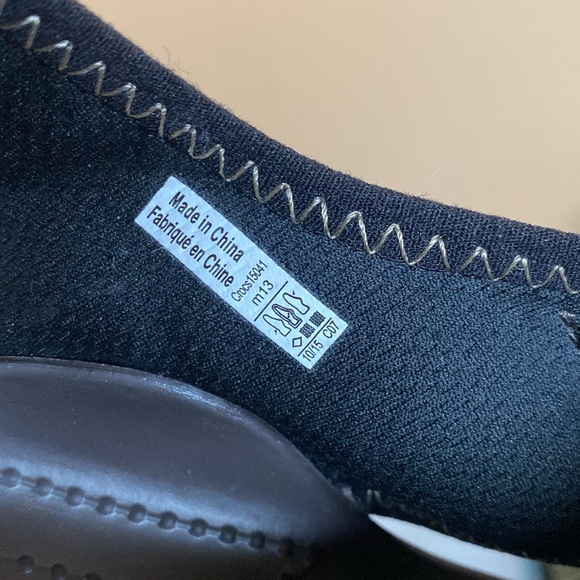 Made in China
Fabriqué en Chine
Crocs15041
m13
10/15 C07